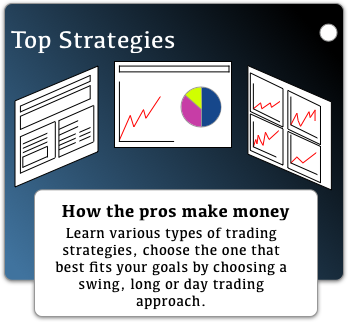 Top Strategies
How the pros make money
Learn various types of trading
strategies, choose the one that
best fits your goals by choosing a
swing, long or day trading
approach.